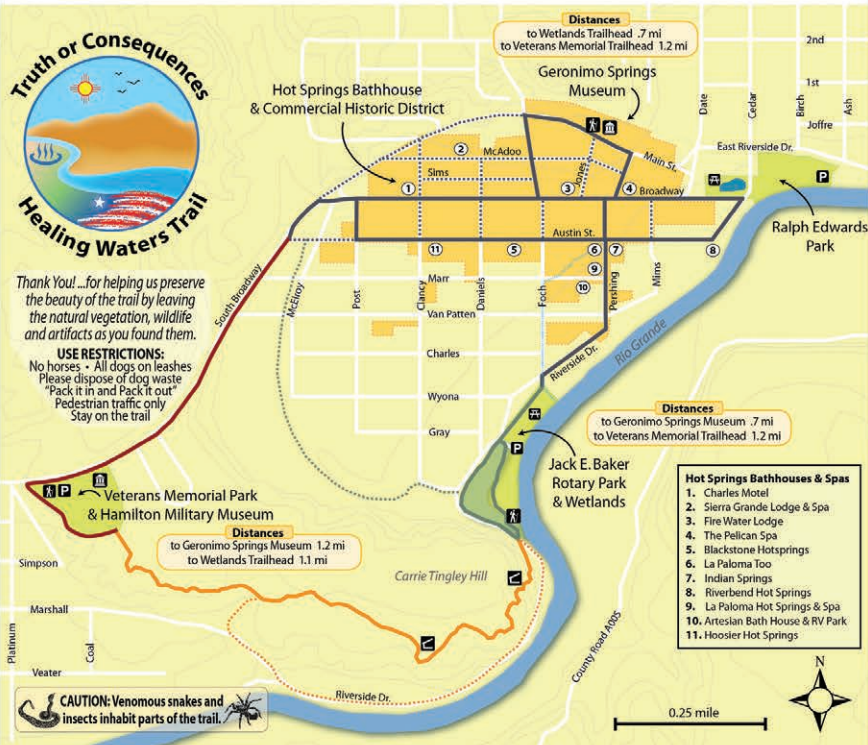 Truth or Consequences
Healing Waters Trail
Distances
to Wetlands Trailhead .7 mi
to Veterans Memorial Trailhead 1.2 mi
Geronimo Springs
Museum
Hot Springs Bathhouse
& Commercial Historic District
2nd
1st
Joffre
Date
Cedar
Birch
Ash
East Riverside Dr.
Main St.
McAdoo
Sims
Jones
Broadway
Austin St.
1
2
3
4
5
6
7
8
9
10
11
P
Ralph Edwards
Park
Thank You! ...for helping us preserve
the beauty of the trail by leaving
the natural vegetation, wildlife
and artifacts as you found them.
USE RESTRICTIONS:
No horses • All dogs on leashes
Please dispose of dog waste
"Pack it in and Pack it out"
Pedestrian traffic only
Stay on the trail
South Broadway
McElroy
Post
Clancy
Daniels
Foch
Pershing
Mims
Marr
Van Patten
Charles
Wyona
Gray
Riverside Dr.
Rio Grande
Distances
to Geronimo Springs Museum .7 mi
to Veterans Memorial Trailhead 1.2 mi
P
Jack E. Baker
Rotary Park
& Wetlands
P
Veterans Memorial Park
& Hamilton Military Museum
Distances
to Geronimo Springs Museum 1.2 mi
to Wetlands Trailhead 1.1 mi
Carrie Tingley Hill
Hot Springs Bathhouses & Spas
1. Charles Motel
2. Sierra Grande Lodge & Spa
3. Fire Water Lodge
4. The Pelican Spa
5. Blackstone Hotsprings
6. La Paloma Too
7. Indian Springs
8. Riverbend Hot Springs
9. La Paloma Hot Springs & Spa
10. Artesian Bath House & RV Park
11. Hoosier Hot Springs
Simpson
Marshall
Platinum
Coal
Veater
Riverside Dr.
County Road A005
CAUTION: Venomous snakes and
insects inhabit parts of the trail.
0.25 mile
N